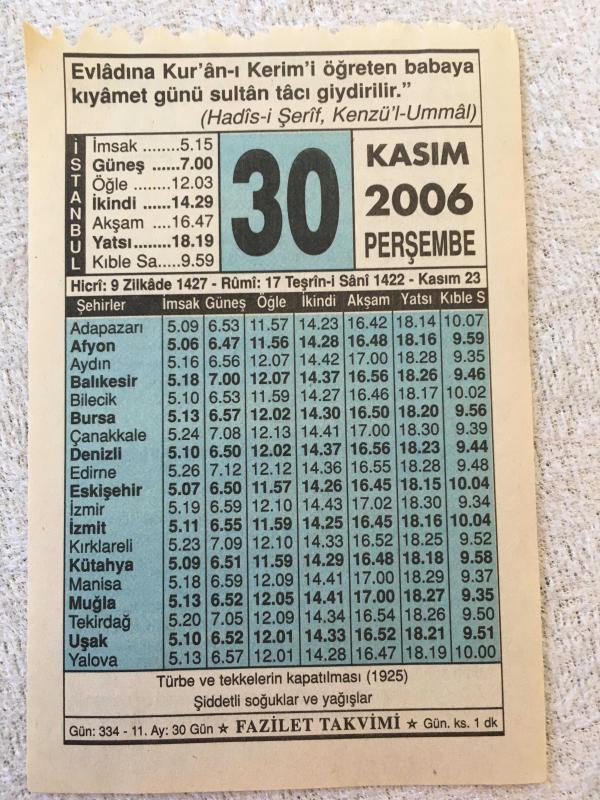 Evlâdına Kur'ân-ı Kerim'i öğreten babaya
kıyâmet günü sultân tâcı giydirilir.”
(Hadîs-i Şerîf, Kenzü'l-Ummâl)
İSTANBUL
İmsak ........5.15
Güneş ......7.00
Öğle ........12.03
İkindi ......14.29
Akşam ....16.47
Yatsı........18.19
Kıble Sa.....9.59
30
KASIM
2006
PERŞEMBE
Hicrî: 9 Zilkâde 1427 - Rûmî: 17 Teşrîn-i Sânî 1422 - Kasım 23
Şehirler İmsak Güneş Öğle İkindi Akşam Yatsı Kıble S
Adapazarı 5.09 6.53 11.57 14.23 16.42 18.14 10.07
Afyon 5.06 6.47 11.56 14.28 16.48 18.16 9.59
Aydın 5.16 6.56 12.07 14.42 17.00 18.28 9.35
Balıkesir 5.18 7.00 12.07 14.37 16.56 18.26 9.46
Bilecik 5.10 6.53 11.59 14.27 16.46 18.17 10.02
Bursa 5.13 6.57 12.02 14.30 16.50 18.20 9.56
Çanakkale 5.24 7.08 12.13 14.41 17.00 18.30 9.39
Denizli 5.10 6.50 12.02 14.37 16.56 18.23 9.44
Edirne 5.26 7.12 12.12 14.36 16.55 18.28 9.48
Eskişehir 5.07 6.50 11.57 14.26 16.45 18.15 10.04
İzmir 5.19 6.59 12.10 14.43 17.02 18.30 9.34
İzmit 5.11 6.55 11.59 14.25 16.45 18.16 10.04
Kırklareli 5.23 7.09 12.10 14.33 16.52 18.25 9.52
Kütahya 5.09 6.51 11.59 14.29 16.48 18.18 9.58
Manisa 5.18 6.59 12.09 14.41 17.00 18.29 9.37
Muğla 5.13 6.52 12.05 14.41 17.00 18.27 9.35
Tekirdağ 5.20 7.05 12.09 14.34 16.54 18.26 9.50
Uşak 5.10 6.52 12.01 14.33 16.52 18.21 9.51
Yalova 5.13 6.57 12.01 14.28 16.47 18.19 10.00
Türbe ve tekkelerin kapatılması (1925)
Şiddetli soğuklar ve yağışlar
Gün: 334 - 11. Ay: 30 Gün ★ FAZİLET TAKVİMİ ★ Gün. ks. 1 dk